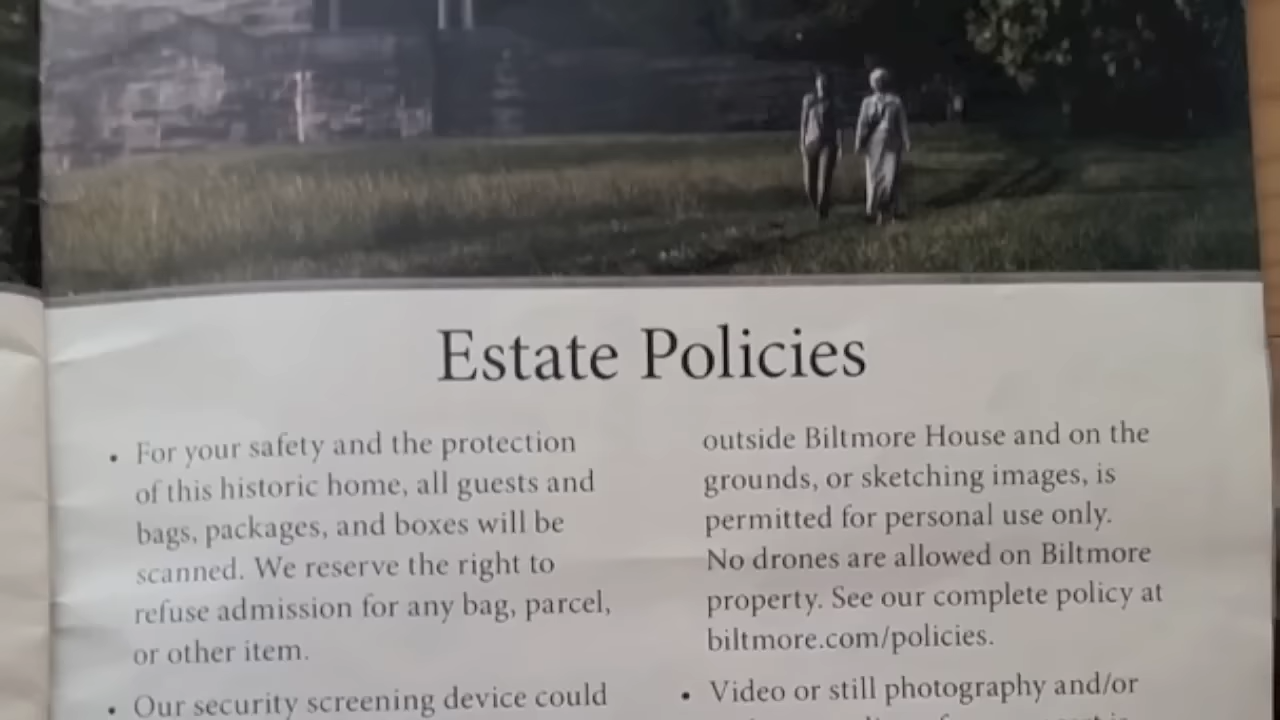 Estate Policies
• For your safety and the protection
of this historic home, all guests and
bags, packages, and boxes will be
scanned. We reserve the right to
refuse admission for any bag, parcel,
or other item.
• Our security screening device could
outside Biltmore House and on the
grounds, or sketching images, is
permitted for personal use only.
No drones are allowed on Biltmore
property. See our complete policy at
biltmore.com/policies.
• Video or still photography and/or